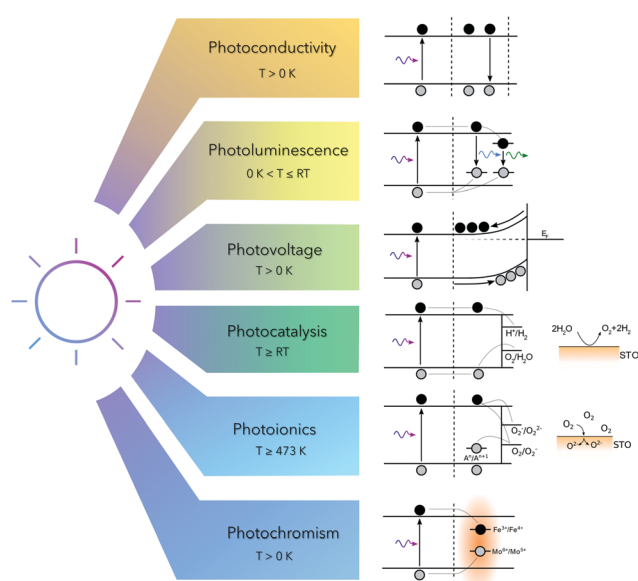 Photoconductivity
T > 0 K
Photoluminescence
0 K < T ≤ RT
Photovoltage
T > 0 K
E_F
Photocatalysis
T ≥ RT
H⁺/H₂
O₂/H₂O
2H₂O
O₂+2H₂
STO
Photoionics
T ≥ 473 K
O₂⁻/O₂²⁻
O₂/O₂⁻
Aⁿ/Aⁿ⁺¹
O₂
O₂
O₂
O²⁻
O²⁻
STO
Photochromism
T > 0 K
Fe³⁺/Fe⁴⁺
Mo⁶⁺/Mo⁵⁺